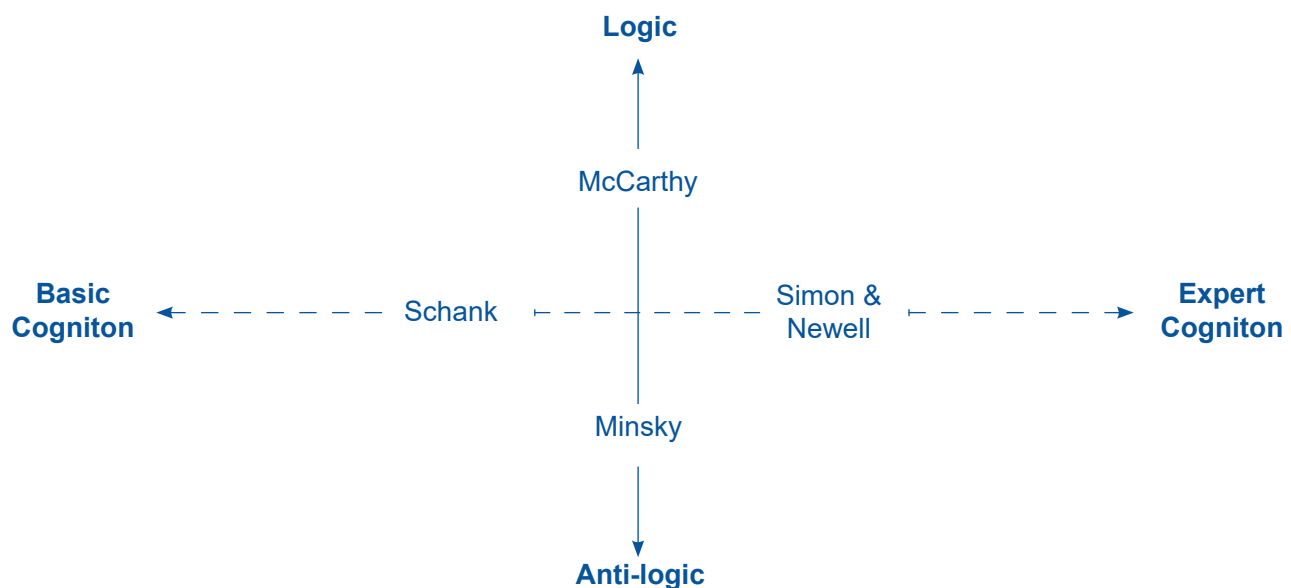 Logic
McCarthy
Basic
Cogniton
Schank
Simon &
Newell
Expert
Cogniton
Minsky
Anti-logic